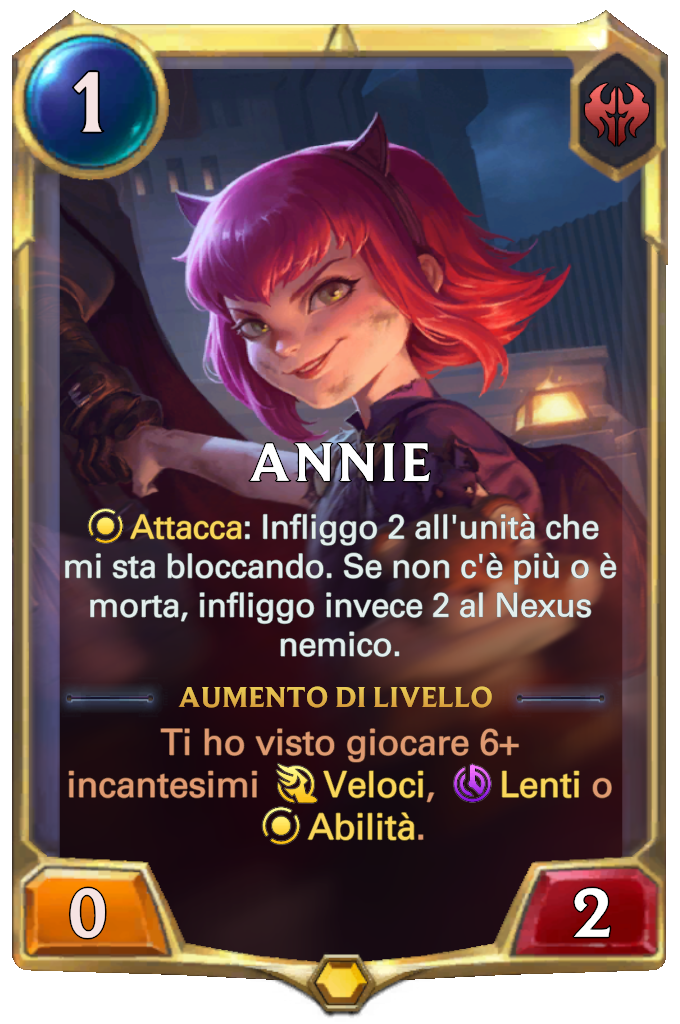 1
ANNIE
Attacca: Infliggo 2 all'unità che
mi sta bloccando. Se non c'è più o è
morta, infliggo invece 2 al Nexus
nemico.
AUMENTO DI LIVELLO
Ti ho visto giocare 6+
incantesimi Veloci, Lenti o
Abilità.
0
2